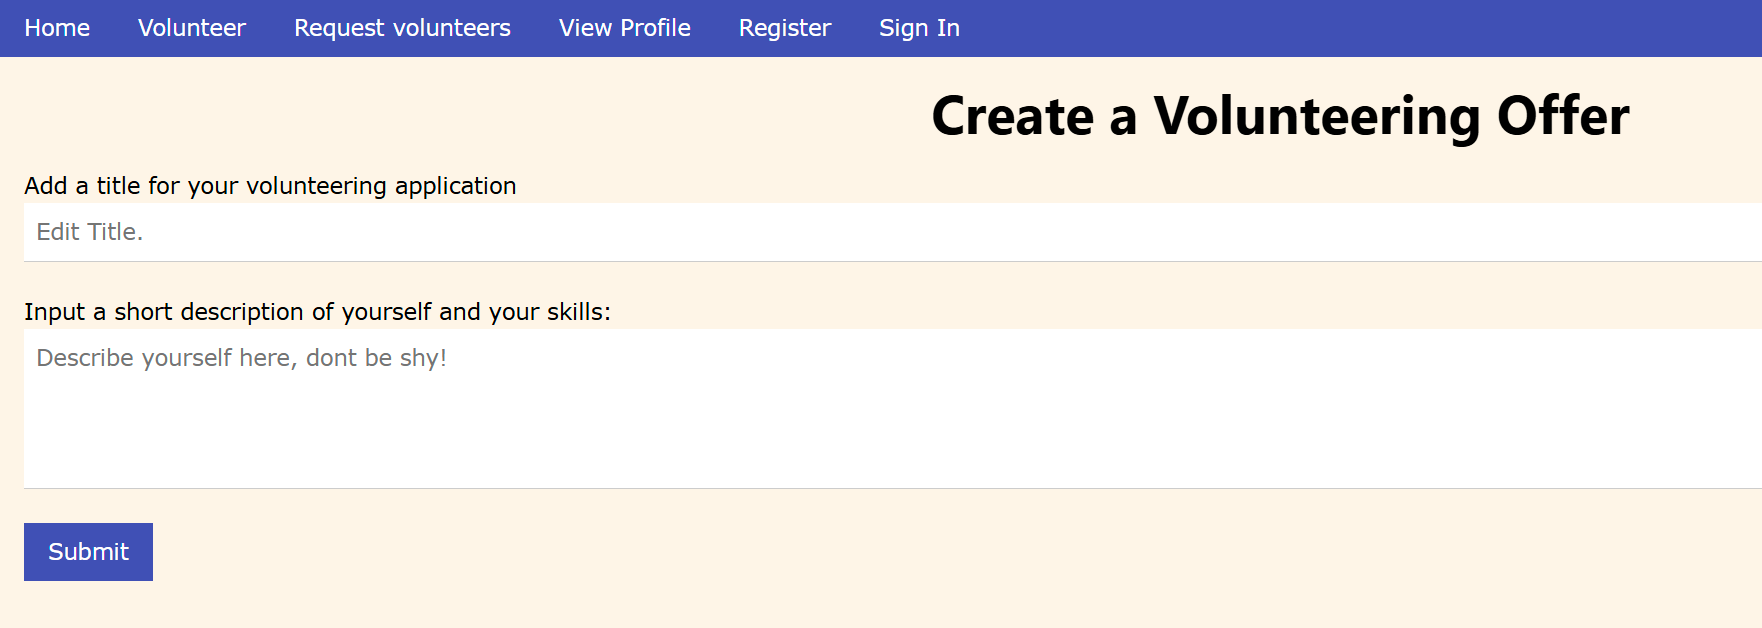 Home Volunteer Request volunteers View Profile Register Sign In
Create a Volunteering Offer
Add a title for your volunteering application
Edit Title.
Input a short description of yourself and your skills:
Describe yourself here, dont be shy!
Submit